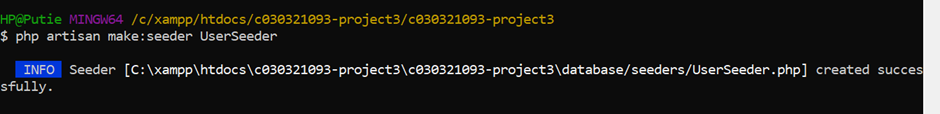 HP@Putie MINGW64 /c/xampp/htdocs/c030321093-project3/c030321093-project3
$ php artisan make:seeder UserSeeder
INFO Seeder [C:\xampp\htdocs\c030321093-project3\c030321093-project3\database/seeders/UserSeeder.php] created succes
sfully.